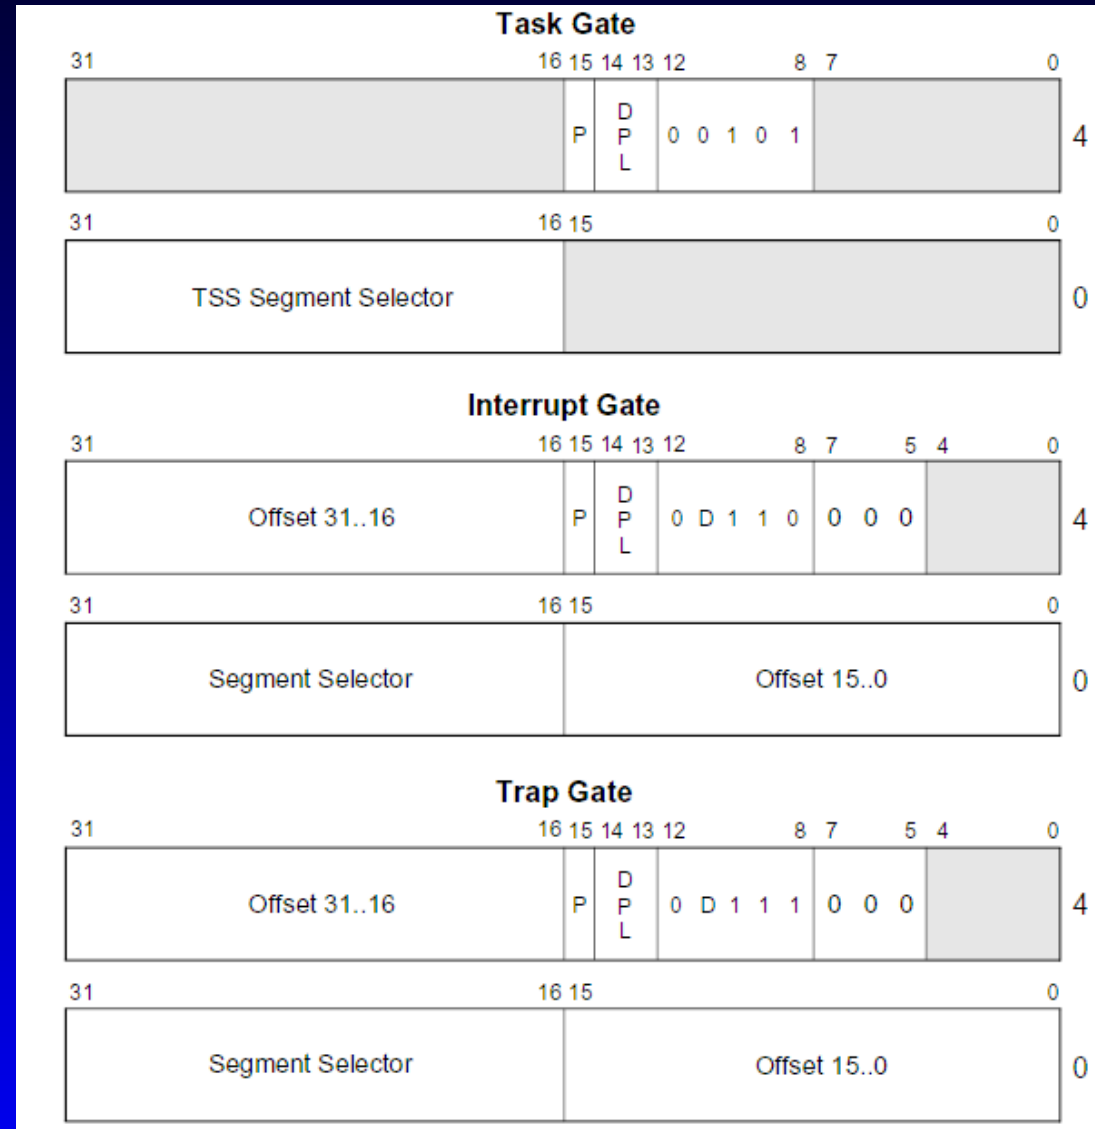 Task Gate
31 16 15 14 13 12 8 7 0
P D P L 0 0 1 0 1 4
31 16 15 0
TSS Segment Selector 0
Interrupt Gate
31 16 15 14 13 12 8 7 5 4 0
Offset 31..16 P D P L 0 D 1 1 0 0 0 0 4
31 16 15 0
Segment Selector Offset 15..0 0
Trap Gate
31 16 15 14 13 12 8 7 5 4 0
Offset 31..16 P D P L 0 D 1 1 1 0 0 0 4
31 16 15 0
Segment Selector Offset 15..0 0